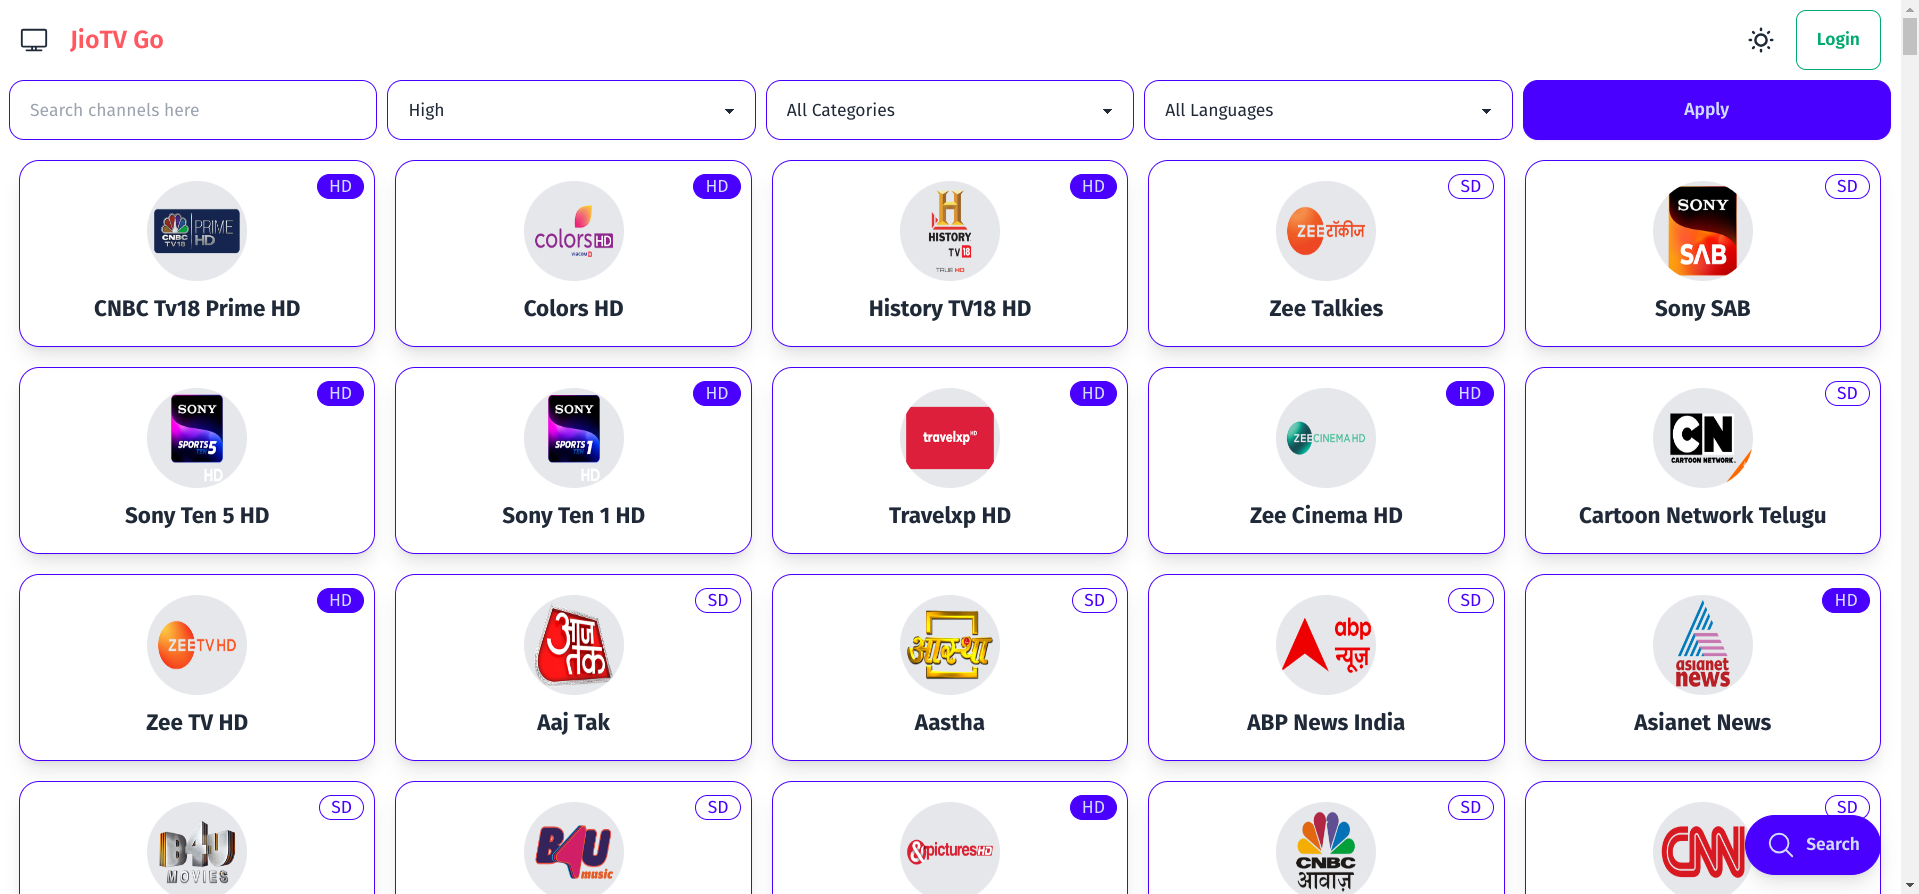 JioTV Go
Login
Search channels here
High
All Categories
All Languages
Apply
HD
CNBC
TV18
PRIME
HD
CNBC Tv18 Prime HD
HD
colors HD
VIACOM18
Colors HD
HD
H
HISTORY
TV18
TRUE HD
History TV18 HD
SD
ZEE टॉकीज
Zee Talkies
SD
SONY
SAB
Sony SAB
HD
SONY
SPORTS
TEN 5
HD
Sony Ten 5 HD
HD
SONY
SPORTS
TEN 1
HD
Sony Ten 1 HD
HD
travelxp HD
Travelxp HD
HD
ZEE CINEMA HD
Zee Cinema HD
SD
CN
CARTOON NETWORK.
Cartoon Network Telugu
HD
ZEE TV HD
Zee TV HD
SD
आज
तक
Aaj Tak
SD
आस्था
Aastha
SD
abp
न्यूज़
ABP News India
HD
asianet
news
Asianet News
SD
B4U
MOVIES
SD
B4U
music
HD
&pictures HD
SD
CNBC
आवाज़
SD
CNN
Search